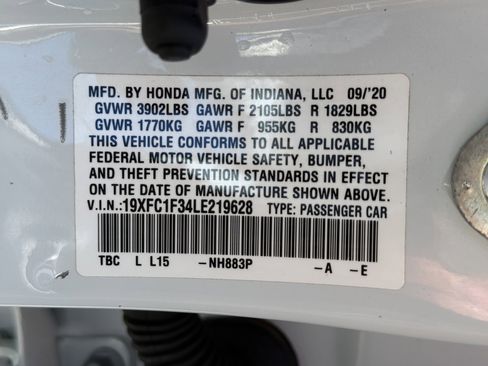 MFD. BY HONDA MFG. OF INDIANA, LLC 09/'20
GVWR 3902LBS GAWR F 2105LBS R 1829LBS
GVWR 1770KG GAWR F 955KG R 830KG
THIS VEHICLE CONFORMS TO ALL APPLICABLE
FEDERAL MOTOR VEHICLE SAFETY, BUMPER,
AND THEFT PREVENTION STANDARDS IN EFFECT
ON THE DATE OF MANUFACTURE SHOWN ABOVE.
V.I.N.: 19XFC1F34LE219628 TYPE: PASSENGER CAR
TBC L L15 -NH883P -A -E